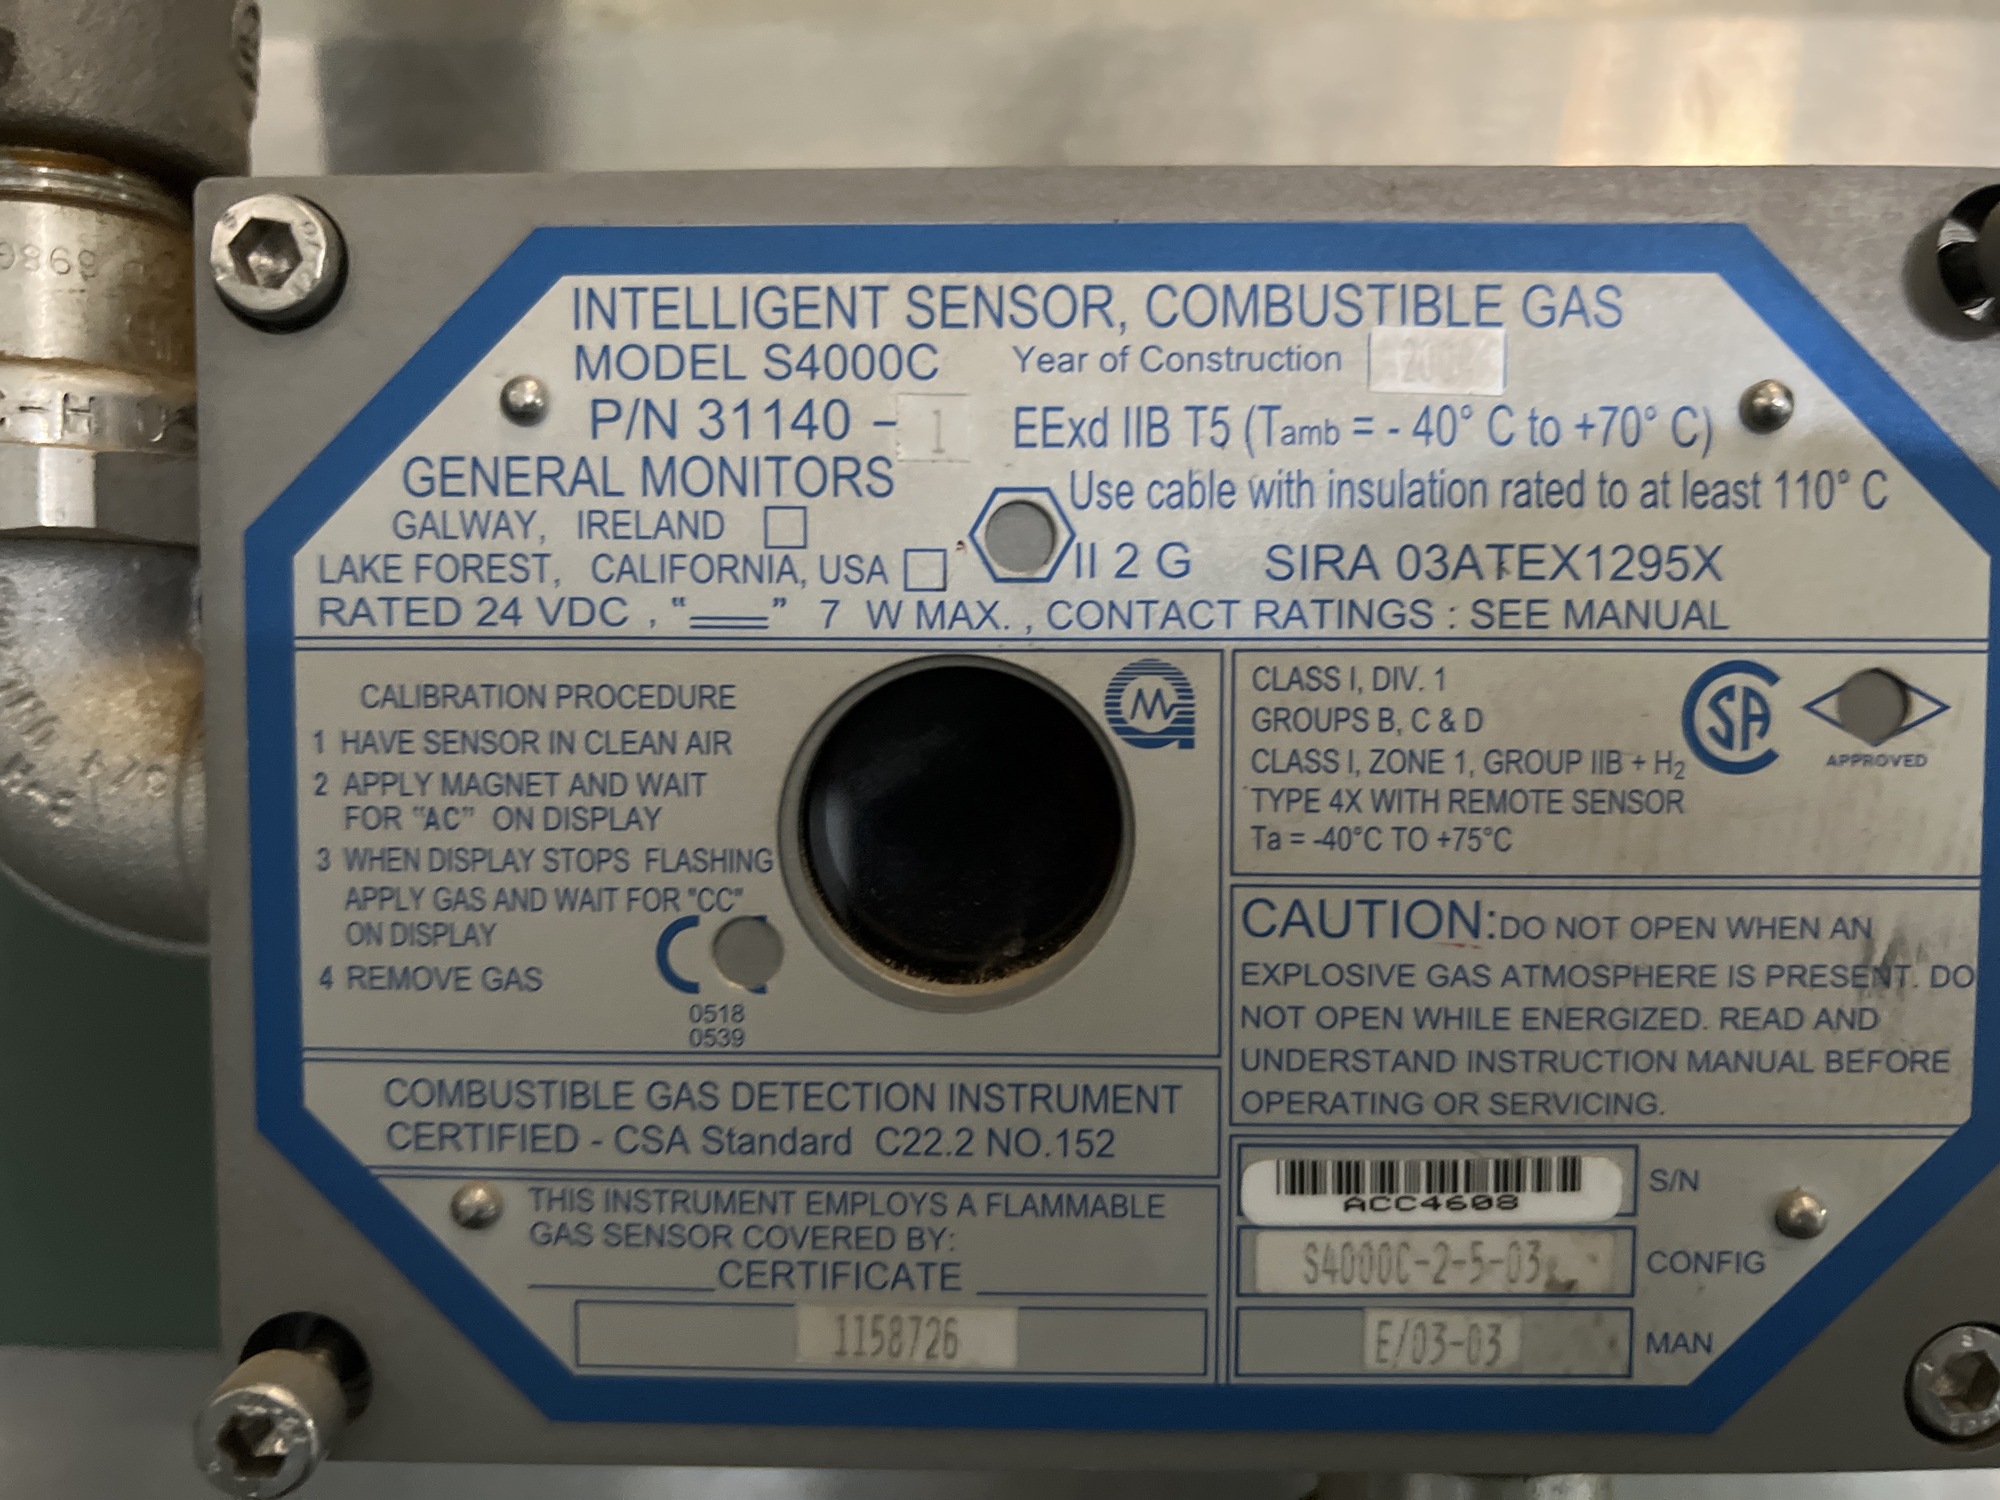 INTELLIGENT SENSOR, COMBUSTIBLE GAS
MODEL S4000C Year of Construction
P/N 31140 - 1 EExd IIB T5 (Tamb = - 40° C to +70° C)
GENERAL MONITORS
Use cable with insulation rated to at least 110° C
GALWAY, IRELAND
LAKE FOREST, CALIFORNIA, USA
II 2 G SIRA 03ATEX1295X
RATED 24 VDC , " " 7 W MAX. , CONTACT RATINGS : SEE MANUAL
CALIBRATION PROCEDURE
1 HAVE SENSOR IN CLEAN AIR
2 APPLY MAGNET AND WAIT
FOR "AC" ON DISPLAY
3 WHEN DISPLAY STOPS FLASHING
APPLY GAS AND WAIT FOR "CC"
ON DISPLAY
4 REMOVE GAS
0518
0539
CLASS I, DIV. 1
GROUPS B, C & D
CLASS I, ZONE 1, GROUP IIB + H₂
TYPE 4X WITH REMOTE SENSOR
Ta = -40°C TO +75°C
CSA
APPROVED
CAUTION: DO NOT OPEN WHEN AN
EXPLOSIVE GAS ATMOSPHERE IS PRESENT. DO
NOT OPEN WHILE ENERGIZED. READ AND
UNDERSTAND INSTRUCTION MANUAL BEFORE
OPERATING OR SERVICING.
COMBUSTIBLE GAS DETECTION INSTRUMENT
CERTIFIED - CSA Standard C22.2 NO.152
THIS INSTRUMENT EMPLOYS A FLAMMABLE
GAS SENSOR COVERED BY:
CERTIFICATE
1158726
ACC4608 S/N
S4000C-2-5-03 CONFIG
E/03-03 MAN